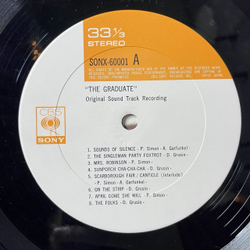 33 1/3
STEREO
SONX-60001 A
"THE GRADUATE"
Original Sound Track Recording
CBS
SONY
1. SOUNDS OF SILENCE - P. Simon - A. Garfunkel -
2. THE SINGLEMAN PARTY FOXTROT - D. Grusin -
3. MRS. ROBINSON - P. Simon -
4. SUNPORCH CHA-CHA-CHA - D. Grusin -
5. SCARBOROUGH FAIR / CANTICLE (Interlude)
- P. Simon - A. Garfunkel -
6. ON THE STRIP - D. Grusin -
7. APRIL COME SHE WILL - P. Simon -
8. THE FOLKS - D. Grusin -